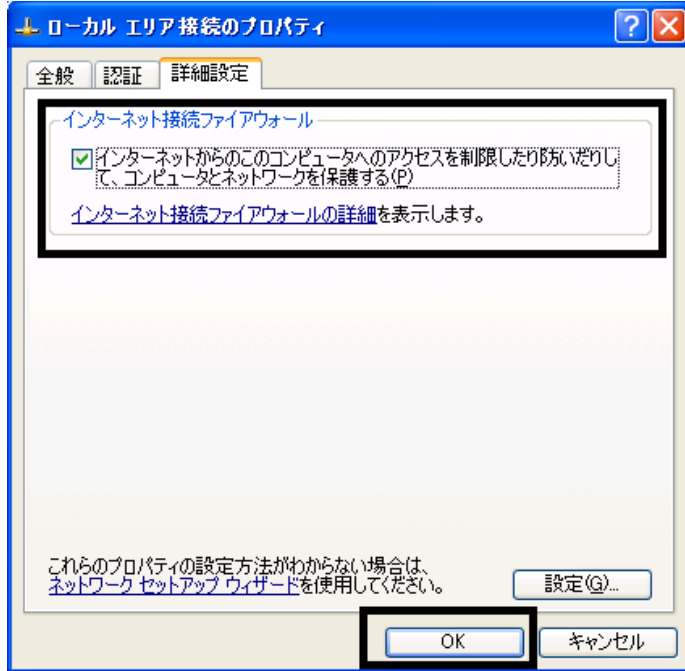 ローカル エリア接続のプロパティ
全般 認証 詳細設定
インターネット接続ファイアウォール
インターネットからのこのコンピュータへのアクセスを制限したり防いだりし
て、コンピュータとネットワークを保護する(P)
インターネット接続ファイアウォールの詳細を表示します。
これらのプロパティの設定方法がわからない場合は、
ネットワーク セットアップ ウィザードを使用してください。
設定(G)...
OK キャンセル